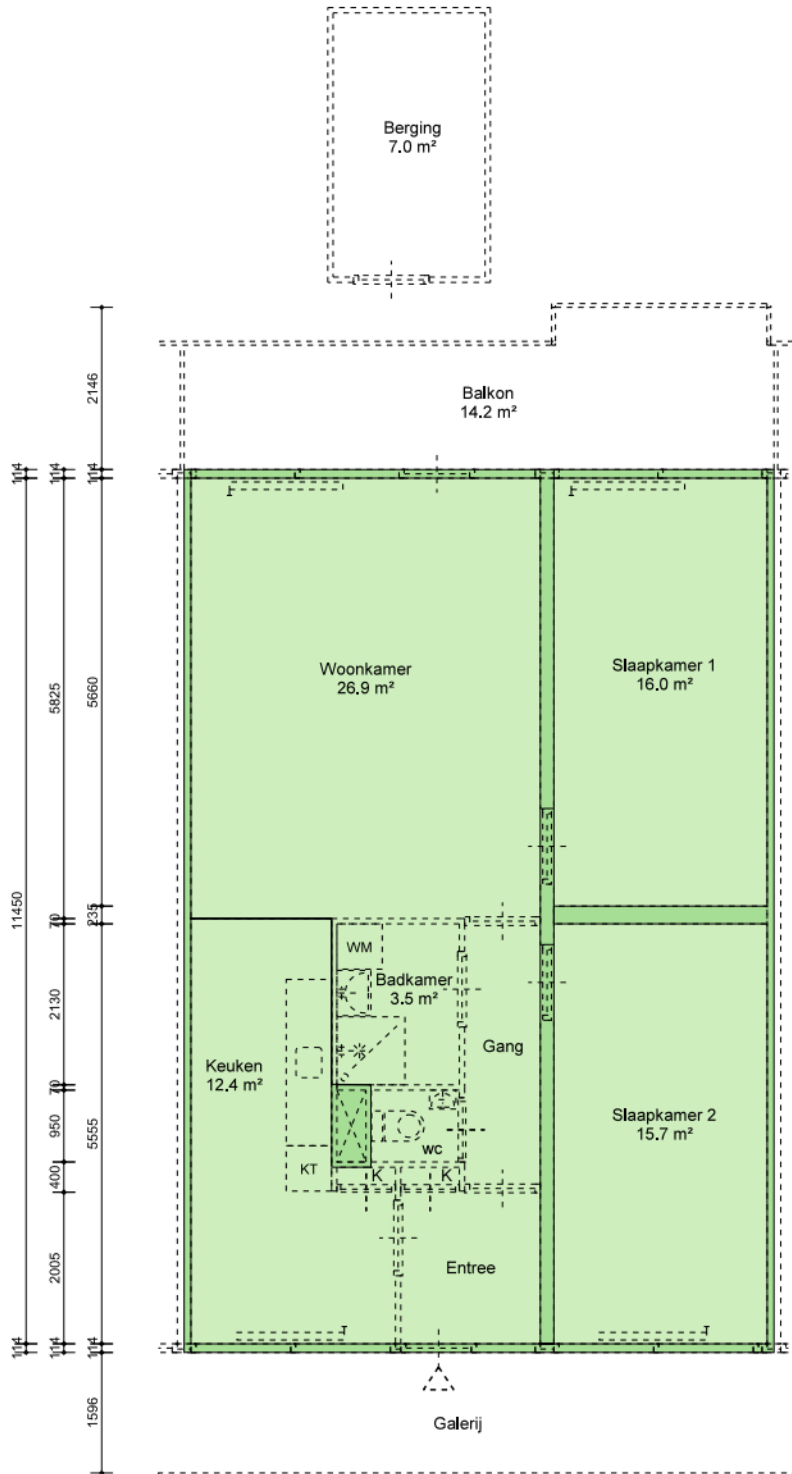 Berging
7.0 m²
Balkon
14.2 m²
Woonkamer
26.9 m²
Slaapkamer 1
16.0 m²
WM
Badkamer
3.5 m²
Gang
Keuken
12.4 m²
Slaapkamer 2
15.7 m²
wc
KT
K
K
Entree
Galerij
11450
114
114
114
5825
70
2130
70
950
400
2005
114
2146
114
5660
235
5555
114
1596